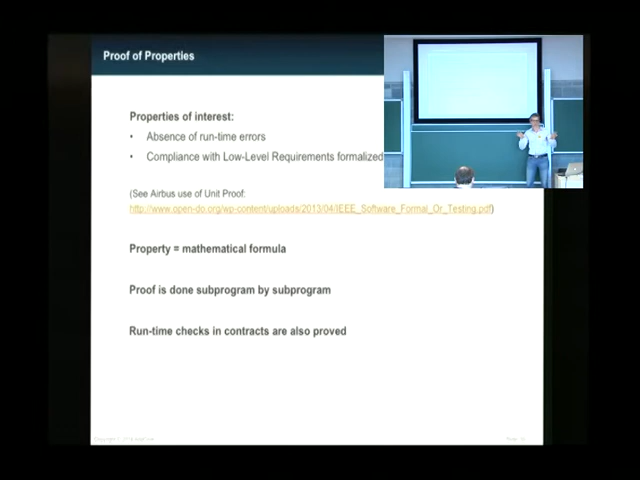 Proof of Properties
Properties of interest:
• Absence of run-time errors
• Compliance with Low-Level Requirements formalized
(See Airbus use of Unit Proof:
http://www.open-do.org/wp-content/uploads/2013/04/IEEE_Software_Formal_Or_Testing.pdf)
Property = mathematical formula
Proof is done subprogram by subprogram
Run-time checks in contracts are also proved